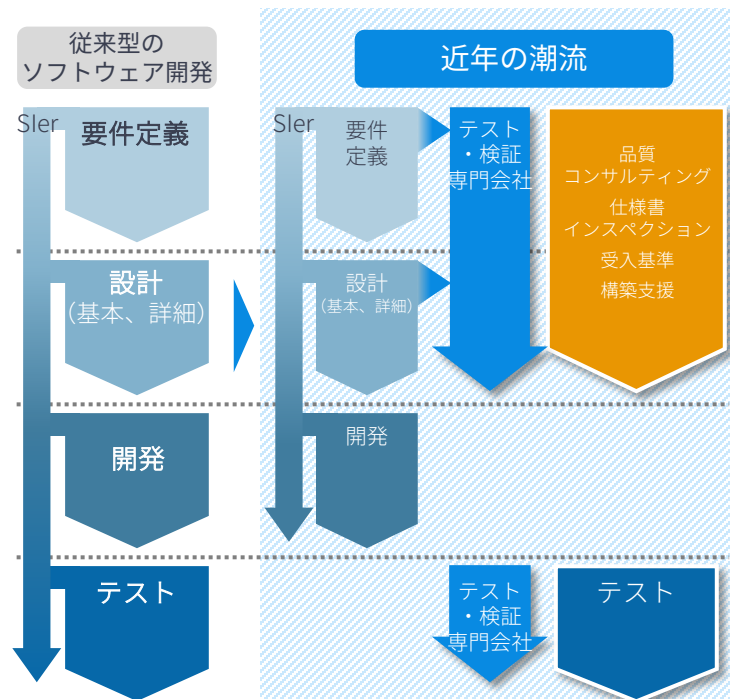 従来型の
ソフトウェア開発
近年の潮流
SIer
要件定義
設計
（基本、詳細）
開発
テスト
SIer
要件
定義
設計
（基本、詳細）
開発
テスト
・検証
専門会社
品質
コンサルティング
仕様書
インスペクション
受入基準
構築支援
テスト
・検証
専門会社
テスト